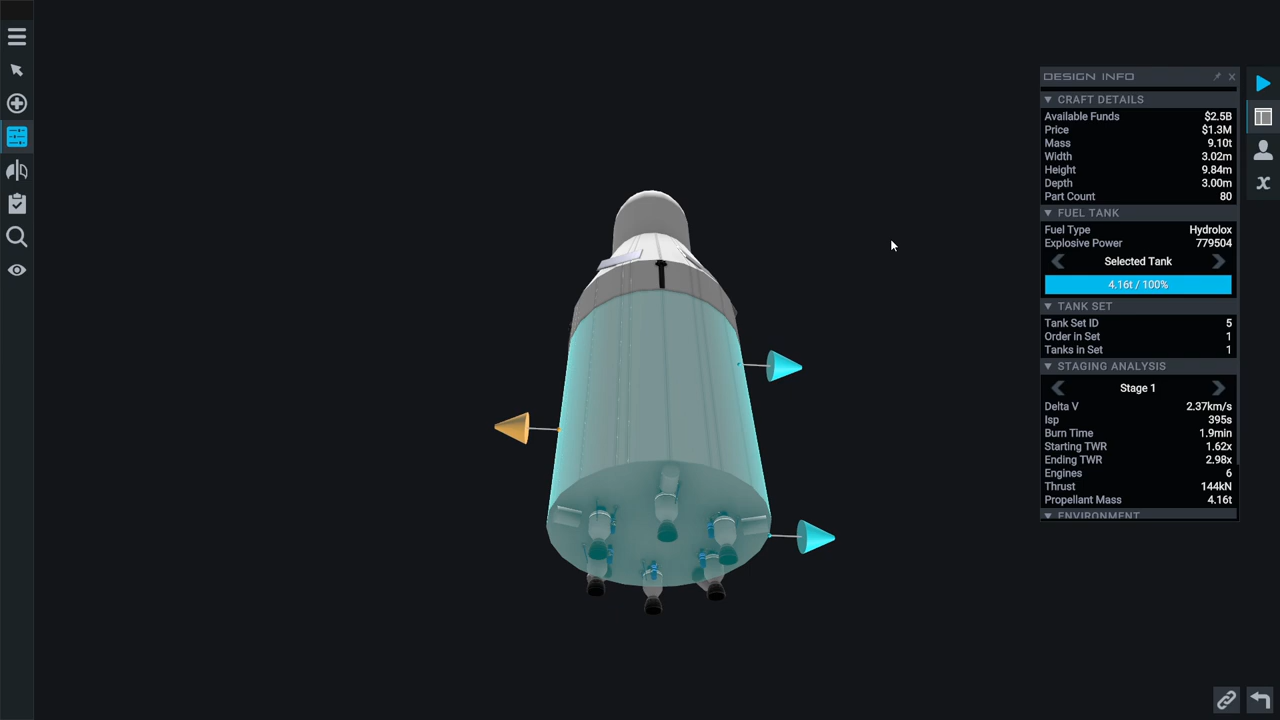 DESIGN INFO
CRAFT DETAILS
Available Funds $2.5B
Price $1.3M
Mass 9.10t
Width 3.02m
Height 9.84m
Depth 3.00m
Part Count 80
FUEL TANK
Fuel Type Hydrolox
Explosive Power 779504
Selected Tank
4.16t / 100%
TANK SET
Tank Set ID 5
Order in Set 1
Tanks in Set 1
STAGING ANALYSIS
Stage 1
Delta V 2.37km/s
Isp 395s
Burn Time 1.9min
Starting TWR 1.62x
Ending TWR 2.98x
Engines 6
Thrust 144kN
Propellant Mass 4.16t
ENVIRONMENT